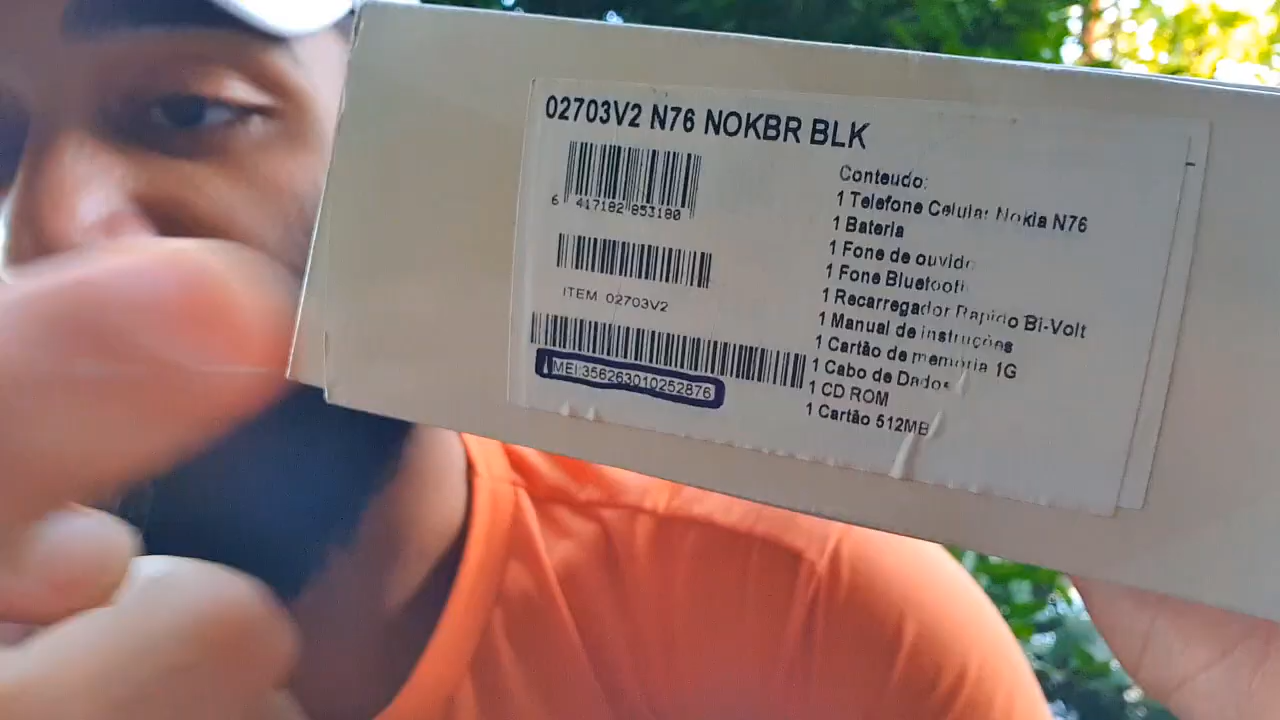 02703V2 N76 NOKBR BLK
6 417182 853180
ITEM 02703V2
IMEI:356263010252876
Conteudo:
1 Telefone Celular Nokia N76
1 Bateria
1 Fone de ouvido
1 Fone Bluetooth
1 Recarregador Rapido Bi-Volt
1 Manual de instruções
1 Cartão de memória 1G
1 Cabo de Dados
1 CD ROM
1 Cartão 512MB